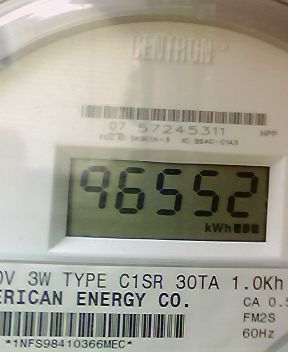 CENTRON
07 57245311 HPP
96552
kWh
0V 3W TYPE C1SR 30TA 1.0Kh
ERICAN ENERGY CO.
CA 0.5
FM2S
60Hz
*1NFS98410366MEC*